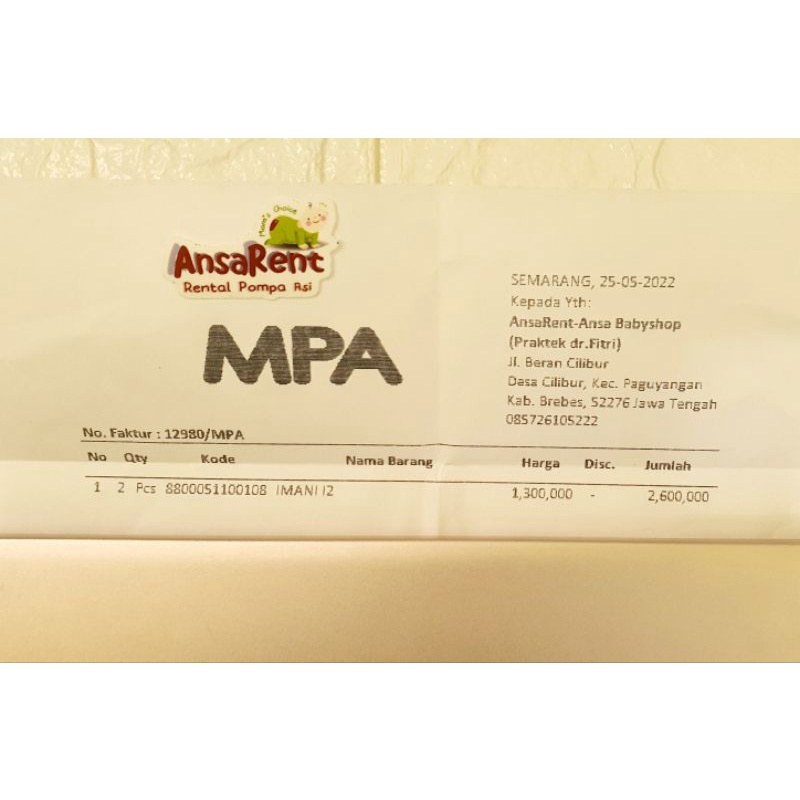 Mom's Choice
AnsaRent
Rental Pompa Asi
MPA
SEMARANG, 25-05-2022
Kepada Yth:
AnsaRent-Ansa Babyshop
(Praktek dr.Fitri)
Jl. Beran Cilibur
Desa Cilibur, Kec. Paguyangan
Kab. Brebes, 52276 Jawa Tengah
085726105222
No. Faktur : 12980/MPA
No Qty Kode Nama Barang Harga Disc. Jumlah
1 2 Pcs 8800051100108 IMANI I2 1,300,000 - 2,600,000